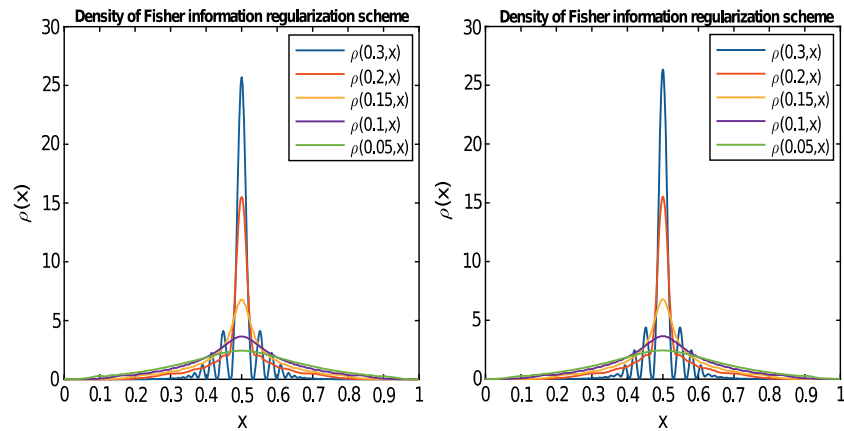 Density of Fisher information regularization scheme
30
25
20
15
10
5
0
ρ(x)
ρ(0.3,x)
ρ(0.2,x)
ρ(0.15,x)
ρ(0.1,x)
ρ(0.05,x)
0 0.1 0.2 0.3 0.4 0.5 0.6 0.7 0.8 0.9 1
x
Density of Fisher information regularization scheme
30
25
20
15
10
5
0
ρ(x)
ρ(0.3,x)
ρ(0.2,x)
ρ(0.15,x)
ρ(0.1,x)
ρ(0.05,x)
0 0.1 0.2 0.3 0.4 0.5 0.6 0.7 0.8 0.9 1
x